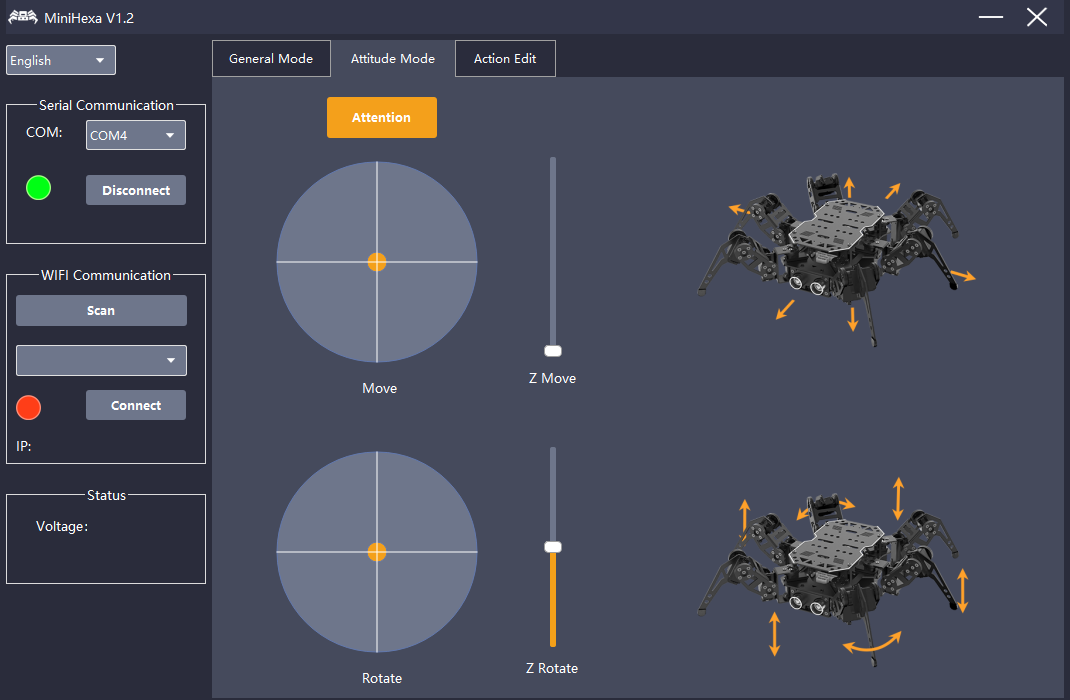 MiniHexa V1.2
English
General Mode
Attitude Mode
Action Edit
Serial Communication
COM:
COM4
Disconnect
WIFI Communication
Scan
Connect
IP:
Status
Voltage:
Attention
Move
Z Move
Rotate
Z Rotate